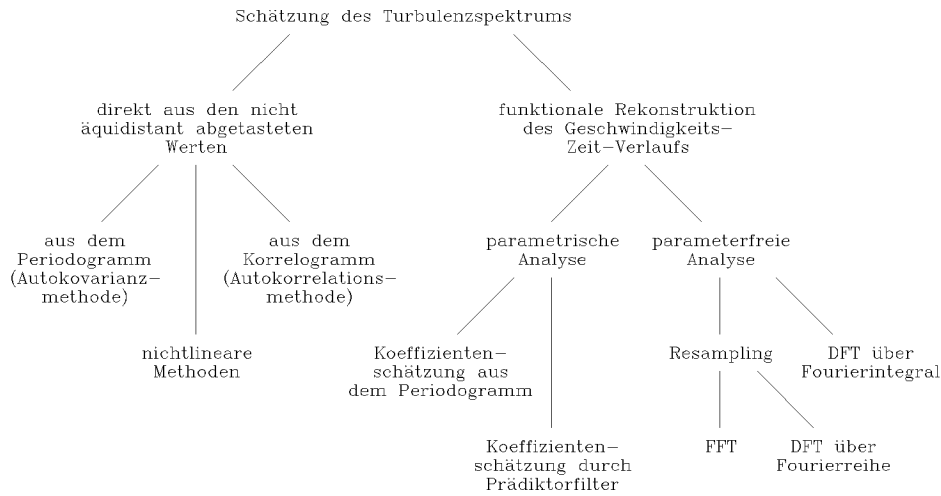 Schätzung des Turbulenzspektrums
direkt aus den nicht
äquidistant abgetasteten
Werten
funktionale Rekonstruktion
des Geschwindigkeits-
Zeit-Verlaufs
aus dem
Periodogramm
(Autokovarianz-
methode)
aus dem
Korrelogramm
(Autokorrelations-
methode)
parametrische
Analyse
parameterfreie
Analyse
nichtlineare
Methoden
Koeffizienten-
schätzung aus
dem Periodogramm
Resampling
DFT über
Fourierintegral
Koeffizienten-
schätzung durch
Prädiktorfilter
FFT
DFT über
Fourierreihe